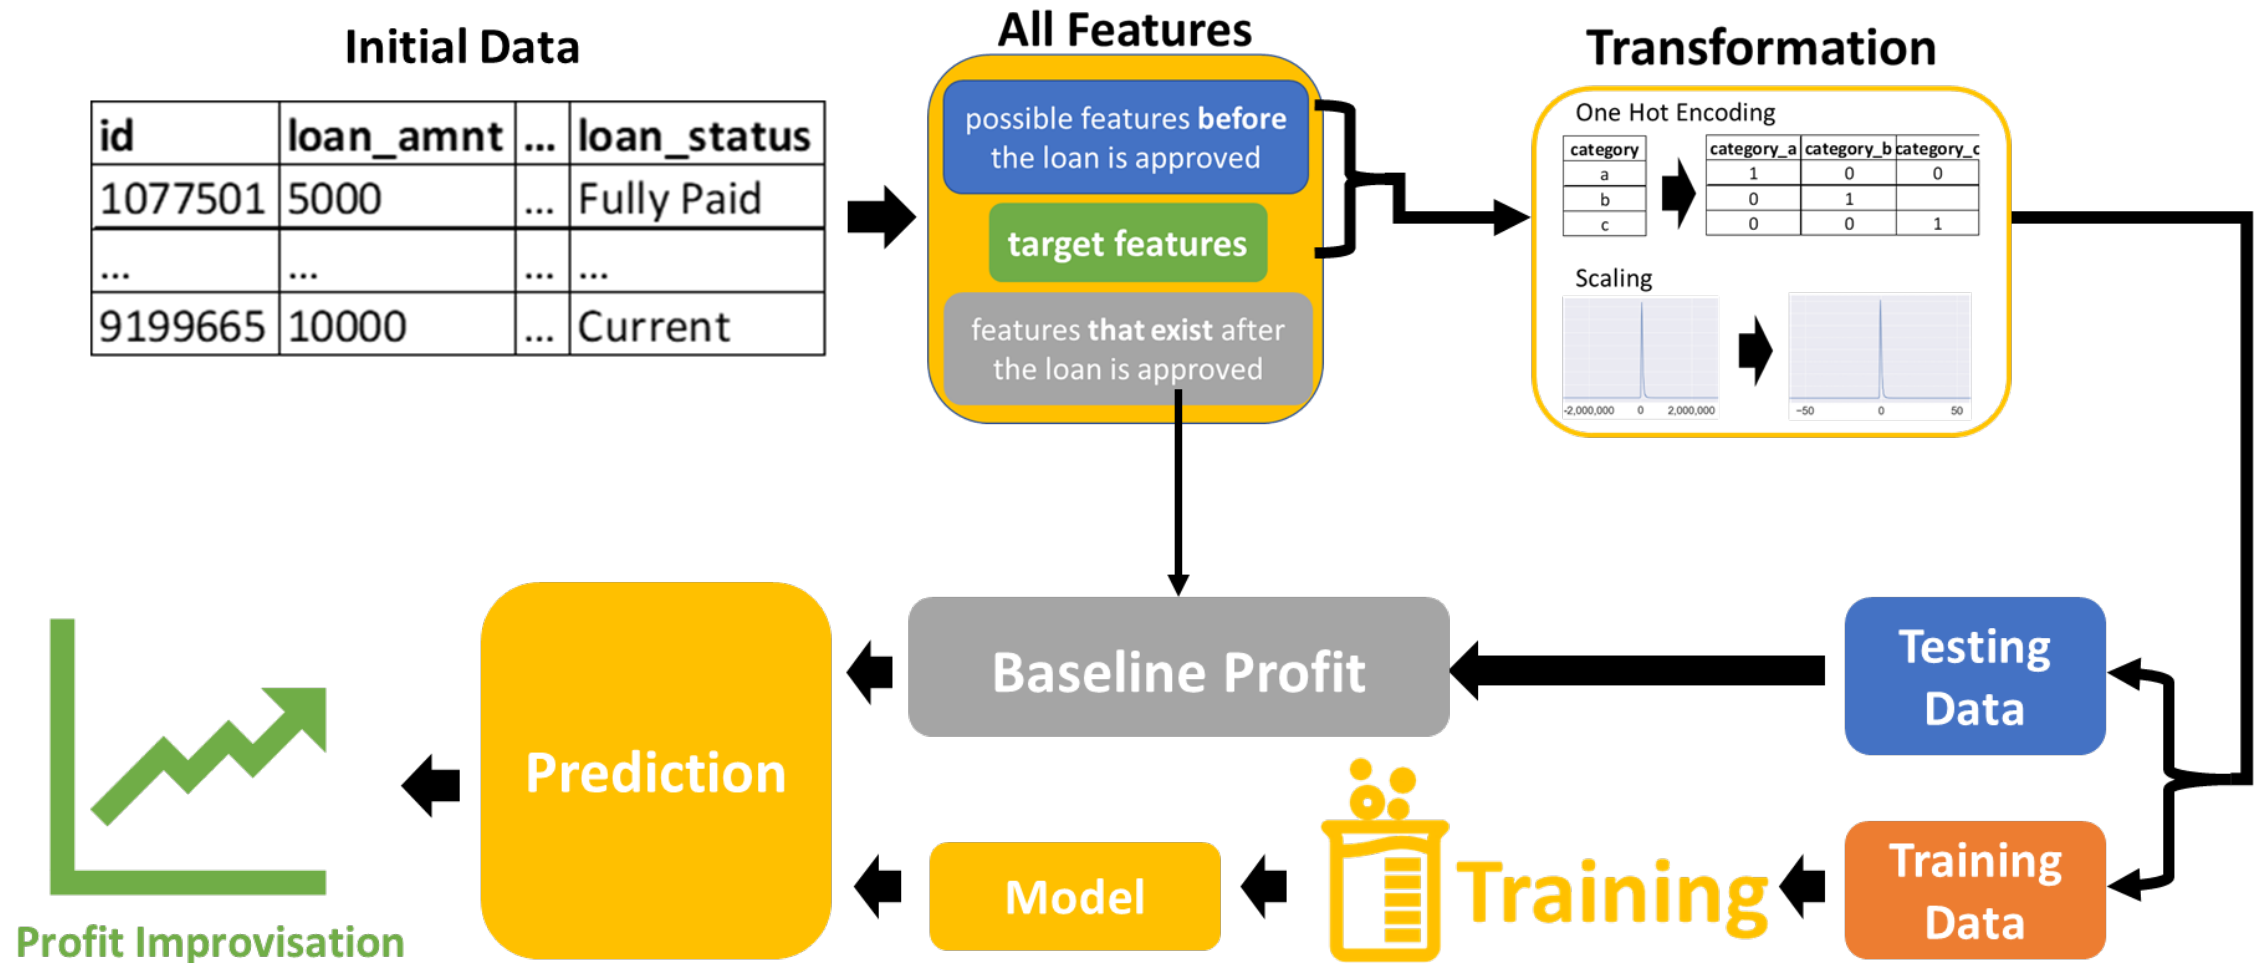 Initial Data
id loan_amnt ... loan_status
1077501 5000 ... Fully Paid
... ... ... ...
9199665 10000 ... Current
All Features
possible features before
the loan is approved
target features
features that exist after
the loan is approved
Transformation
One Hot Encoding
category
a
b
c
category_a category_b category_c
1 0 0
0 1
0 0 1
Scaling
-2,000,000 0 2,000,000
−50 0 50
Testing
Data
Training
Data
Baseline Profit
Training
Model
Prediction
Profit Improvisation